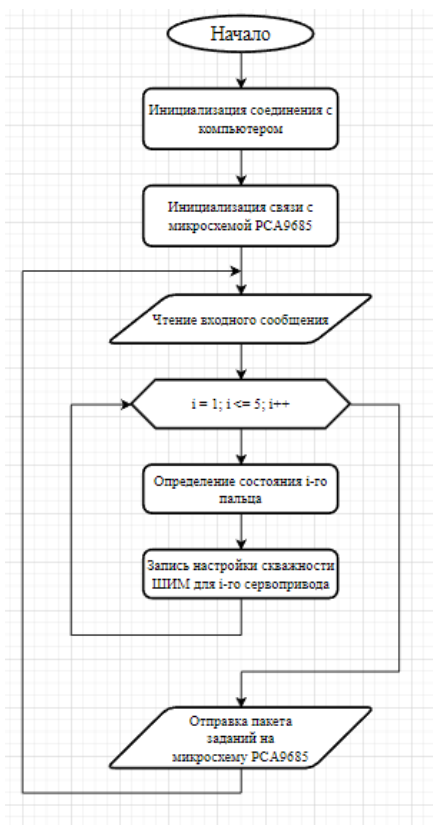 Начало
Инициализация соединения с
компьютером
Инициализация связи с
микросхемой PCA9685
Чтение входного сообщения
i = 1; i <= 5; i++
Определение состояния i-го
пальца
Запись настройки скважности
ШИМ для i-го сервопривода
Отправка пакета
заданий на
микросхему PCA9685